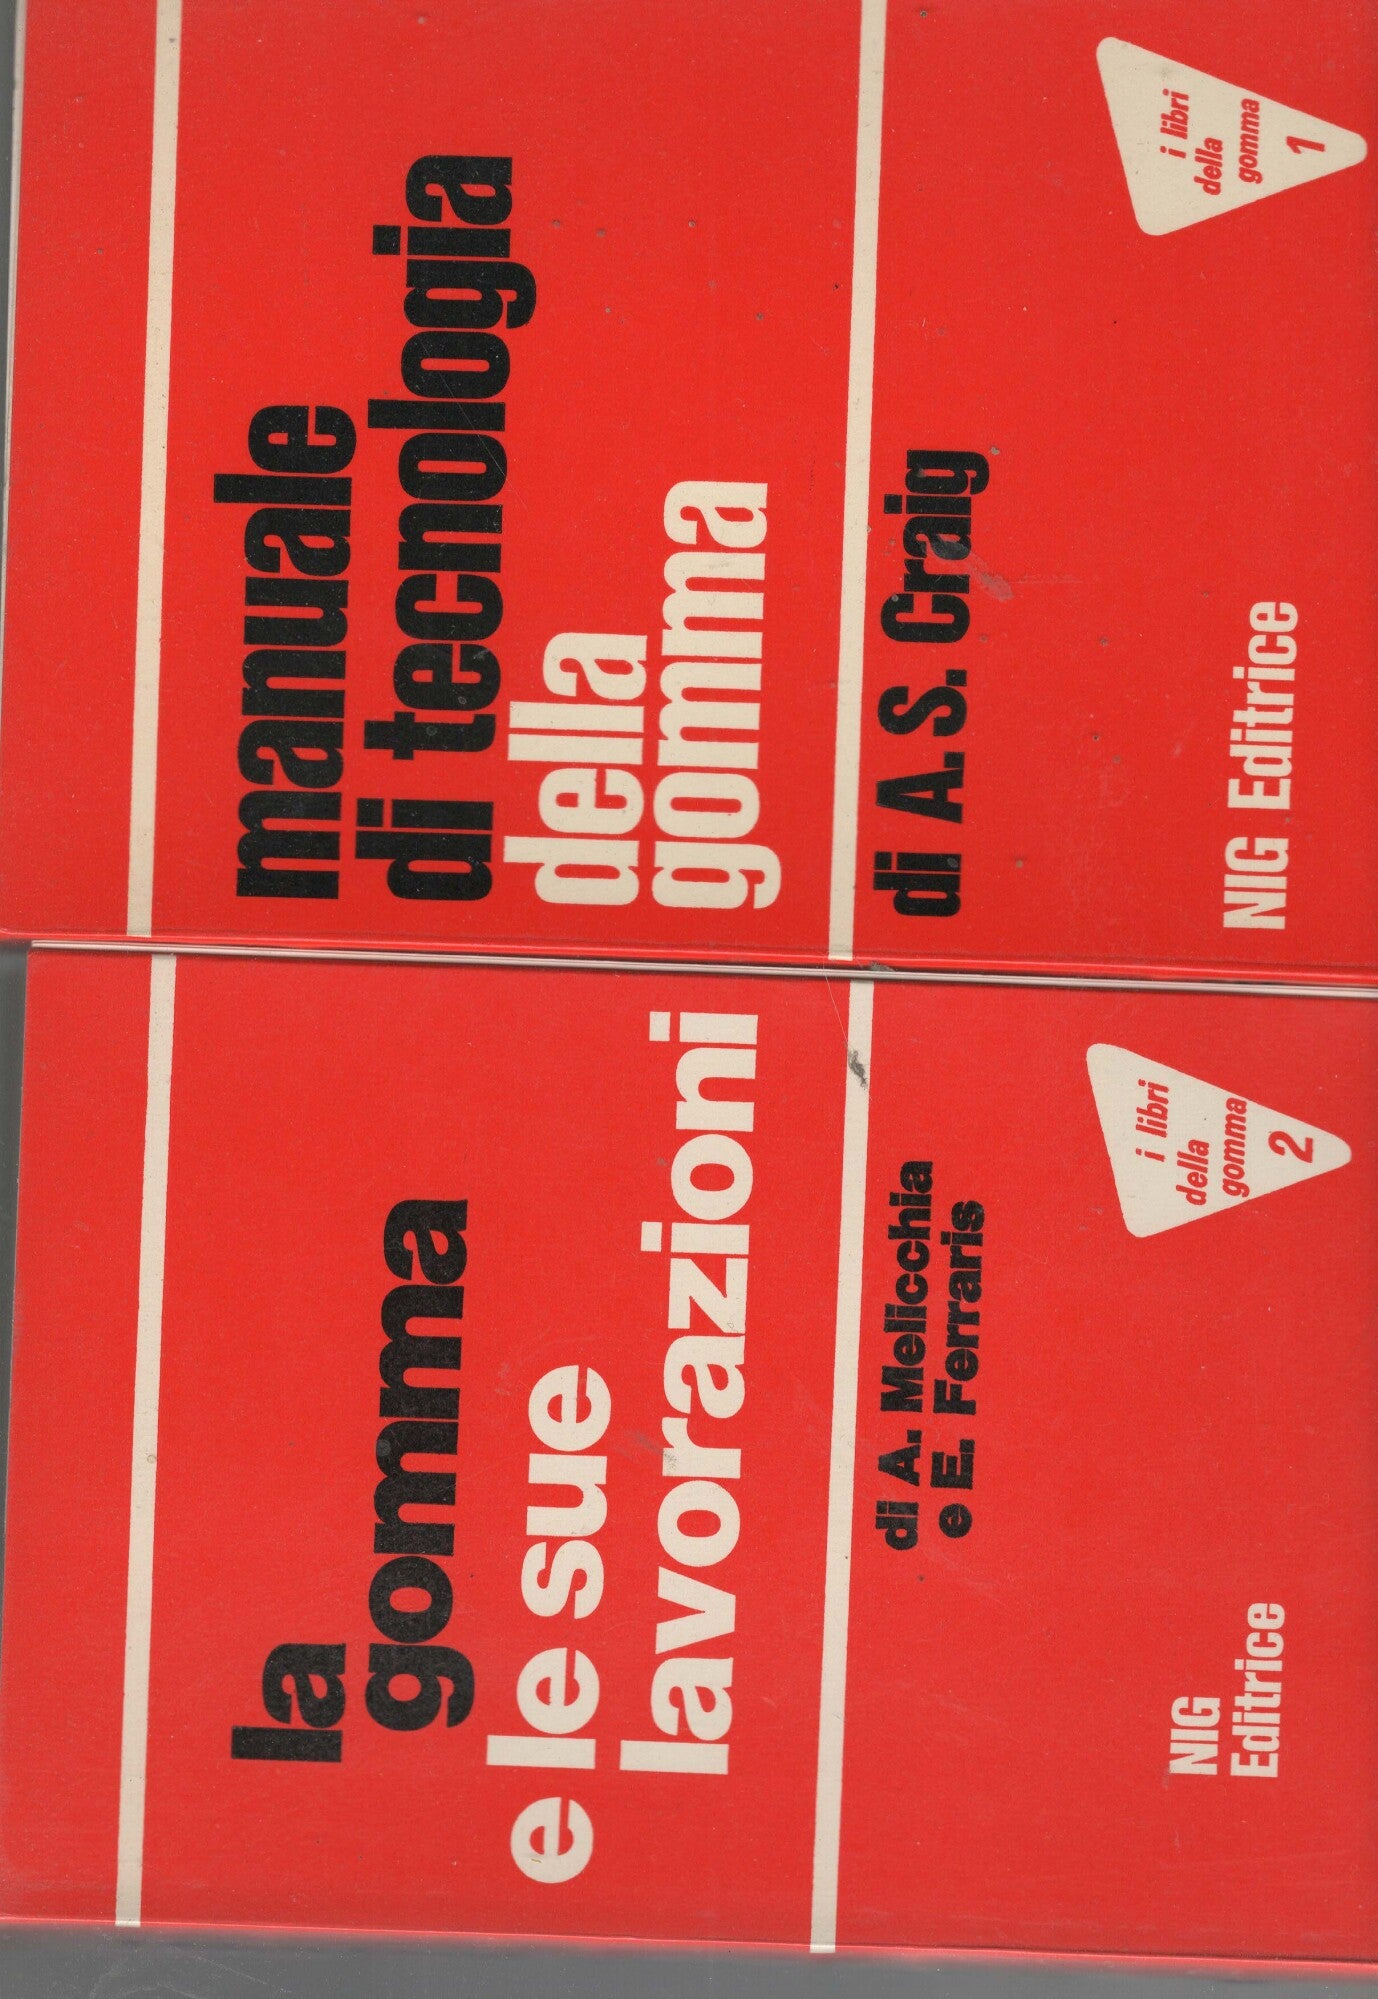 manuale
di tecnologia
della
gomma
di A.S. Craig
NIG Editrice
i libri
della
gomma
1
la
gomma
e le sue
lavorazioni
di A. Melicchia
e E. Ferraris
NIG
Editrice
i libri
della
gomma
2